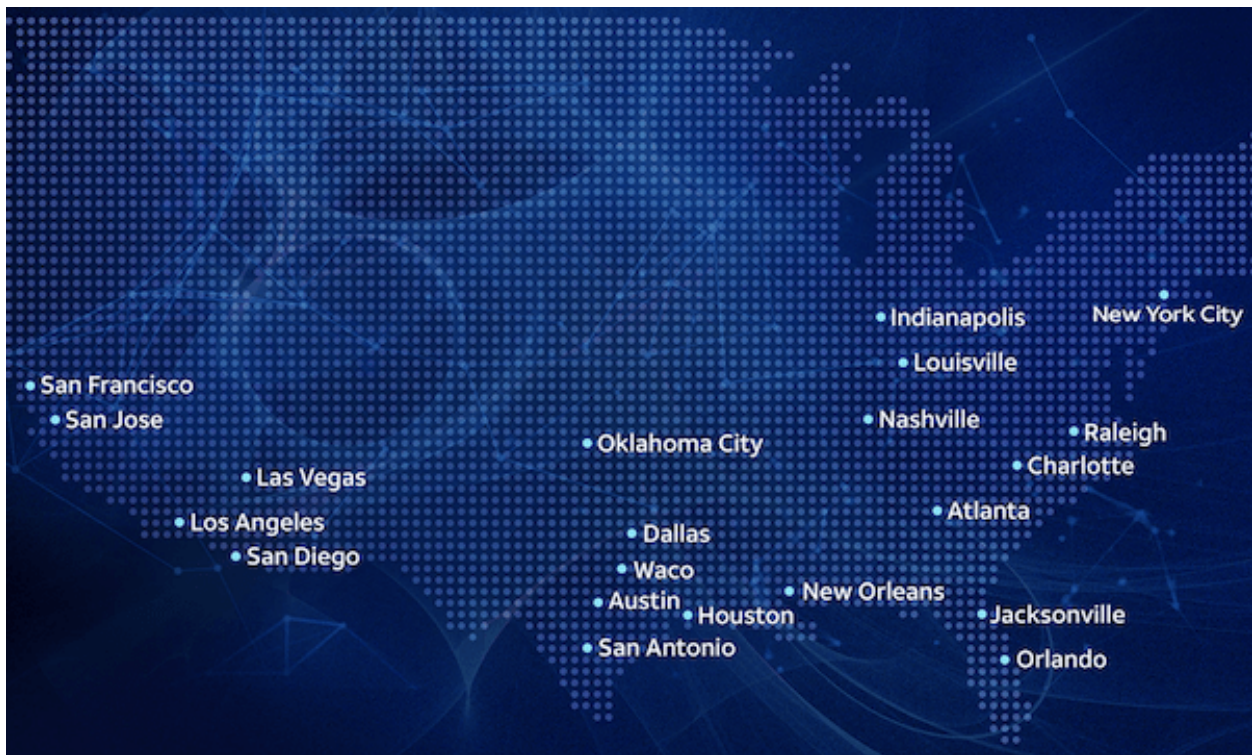 Indianapolis
New York City
Louisville
San Francisco
San Jose
Nashville
Raleigh
Oklahoma City
Charlotte
Las Vegas
Atlanta
Los Angeles
Dallas
San Diego
Waco
New Orleans
Austin
Houston
Jacksonville
San Antonio
Orlando